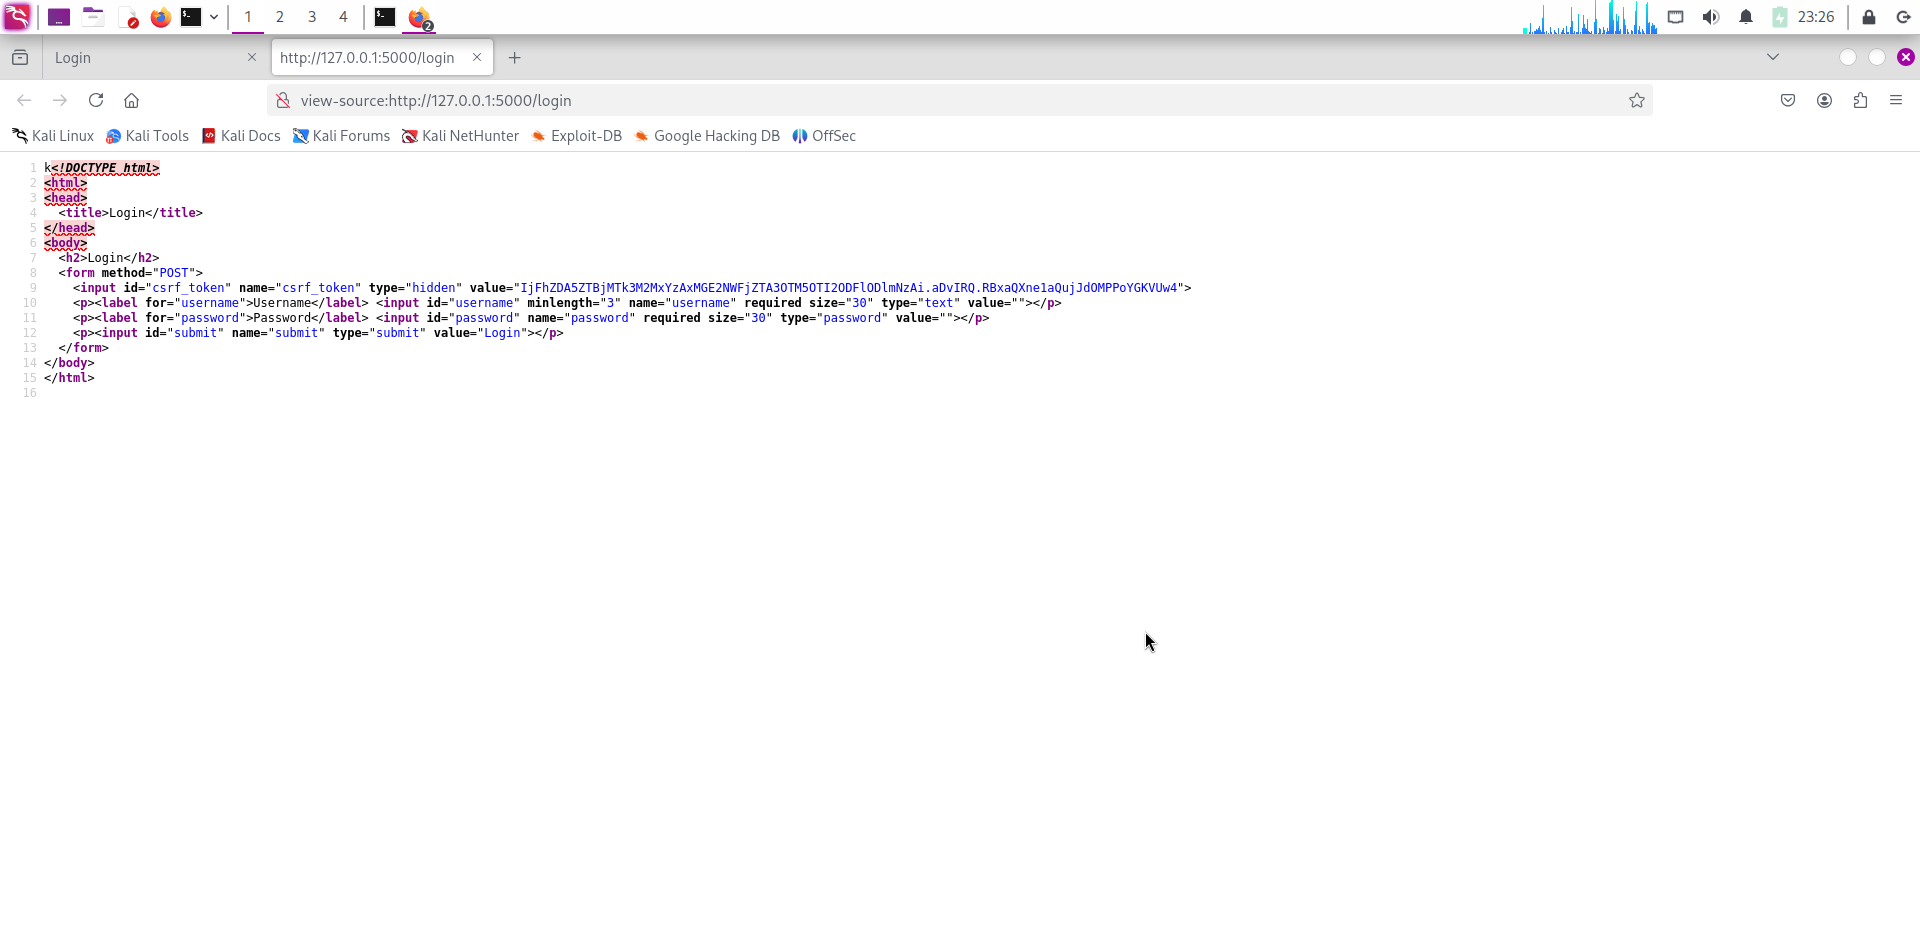 1 2 3 4 2 23:26
Login http://127.0.0.1:5000/login
view-source:http://127.0.0.1:5000/login
Kali Linux Kali Tools Kali Docs Kali Forums Kali NetHunter Exploit-DB Google Hacking DB OffSec
1 k<!DOCTYPE html>
2 <html>
3 <head>
4   <title>Login</title>
5 </head>
6 <body>
7   <h2>Login</h2>
8   <form method="POST">
9     <input id="csrf_token" name="csrf_token" type="hidden" value="IjFhZDA5ZTBjMTk3M2MxYzAxMGE2NWFjZTA3OTM5OTI2ODFlODlmNzAi.aDvIRQ.RBxaQXne1aQujJdOMPPoYGKVUw4">
10     <p><label for="username">Username</label> <input id="username" minlength="3" name="username" required size="30" type="text" value=""></p>
11     <p><label for="password">Password</label> <input id="password" name="password" required size="30" type="password" value=""></p>
12     <p><input id="submit" name="submit" type="submit" value="Login"></p>
13   </form>
14 </body>
15 </html>
16